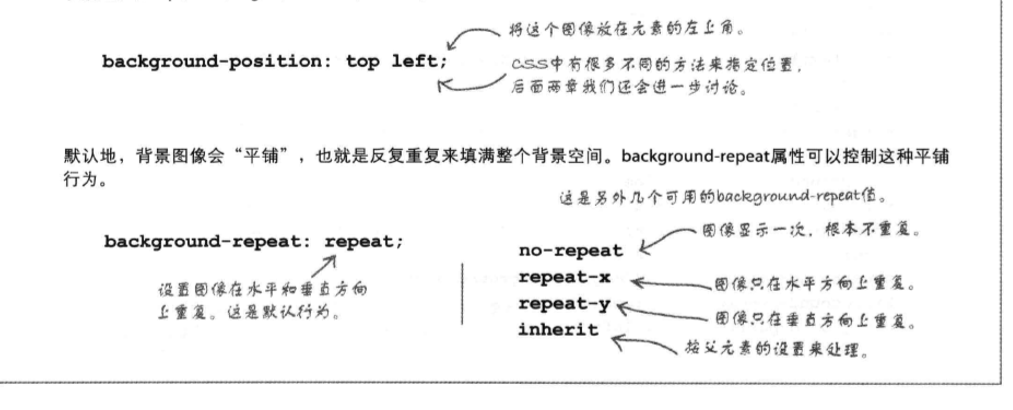 将这个图像放在元素的左上角。
background-position: top left;
CSS中有很多不同的方法来指定位置，
后面两章我们还会进一步讨论。
默认地，背景图像会“平铺”，也就是反复重复来填满整个背景空间。background-repeat属性可以控制这种平铺
行为。
这是另外几个可用的background-repeat值。
background-repeat: repeat;
设置图像在水平和垂直方向
上重复。这是默认行为。
no-repeat
图像显示一次，根本不重复。
repeat-x
图像只在水平方向上重复。
repeat-y
图像只在垂直方向上重复。
inherit
按父元素的设置来处理。